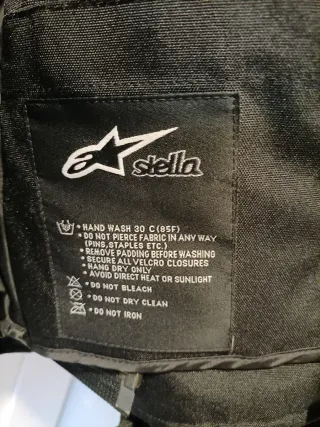 stella
• HAND WASH 30 C (85F)
• DO NOT PIERCE FABRIC IN ANY WAY
(PINS, STAPLES ETC.)
• REMOVE PADDING BEFORE WASHING
• SECURE ALL VELCRO CLOSURES
• HANG DRY ONLY
• AVOID DIRECT HEAT OR SUNLIGHT
• DO NOT BLEACH
• DO NOT DRY CLEAN
• DO NOT IRON